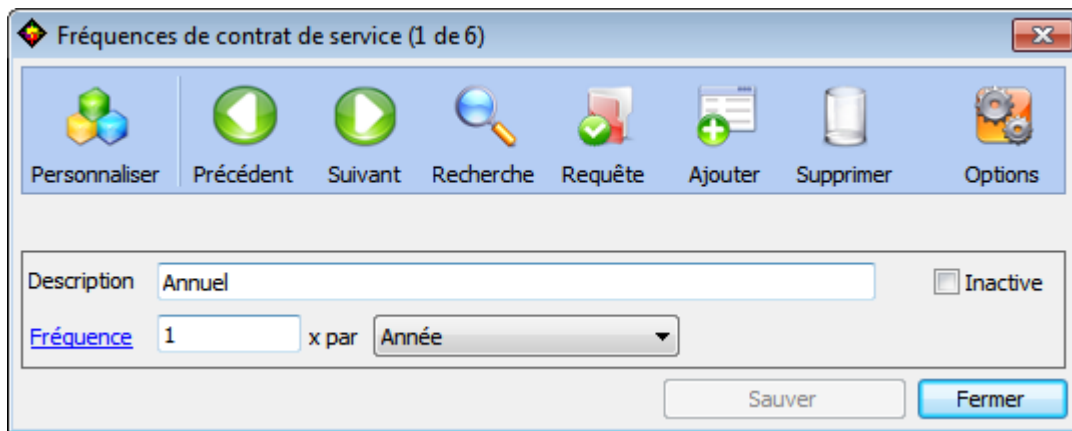 Fréquences de contrat de service (1 de 6)
Personnaliser Précédent Suivant Recherche Requête Ajouter Supprimer Options
Description Annuel Inactive
Fréquence 1 x par Année
Sauver Fermer